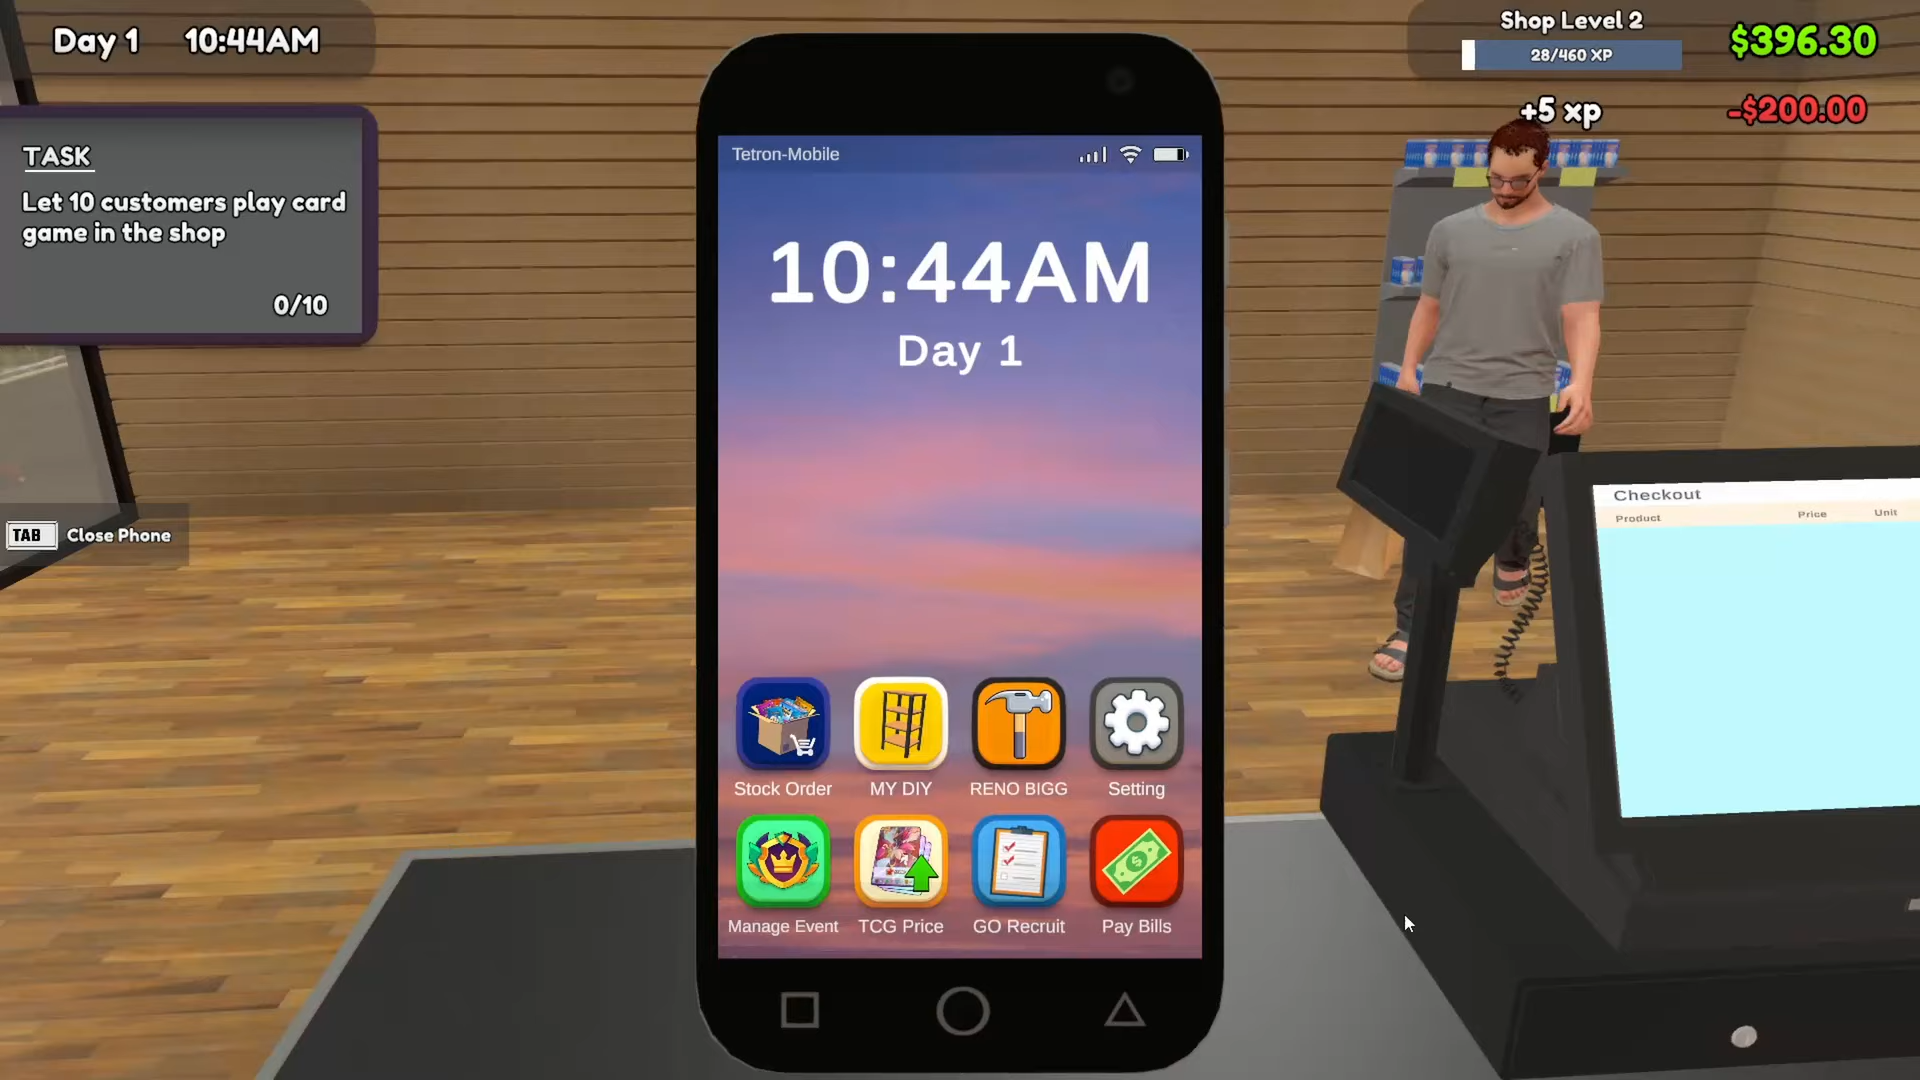 Day 1 10:44AM
Shop Level 2
28/460 XP
$396.30
+5 xp
-$200.00
TASK
Let 10 customers play card
game in the shop
0/10
TAB Close Phone
Tetron-Mobile
10:44AM
Day 1
Stock Order MY DIY RENO BIGG Setting
Manage Event TCG Price GO Recruit Pay Bills
Checkout
Product Price Unit